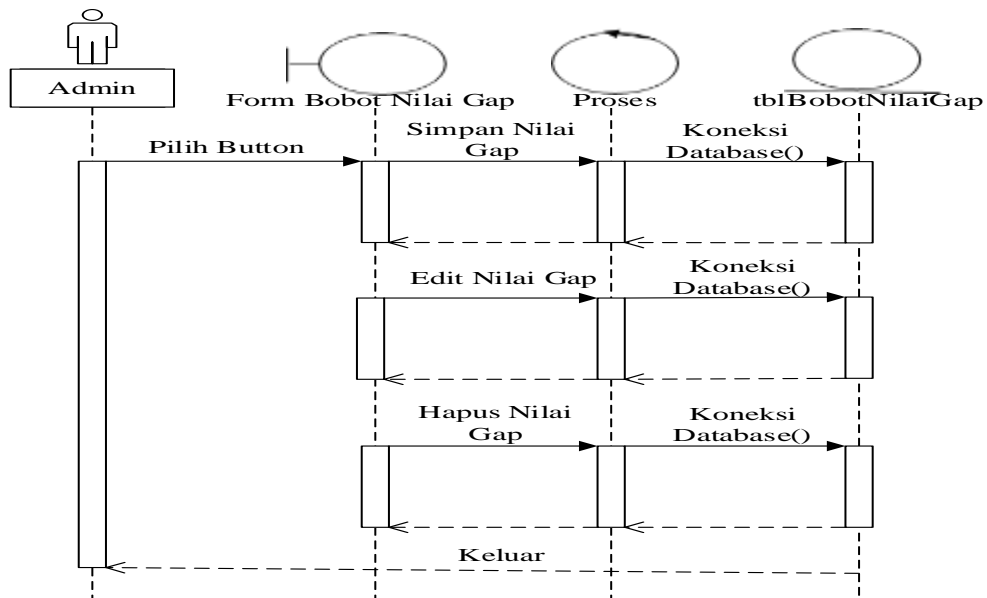 Admin
Form Bobot Nilai Gap
Proses
tblBobotNilaiGap
Pilih Button
Simpan Nilai
Gap
Koneksi
Database()
Edit Nilai Gap
Koneksi
Database()
Hapus Nilai
Gap
Koneksi
Database()
Keluar